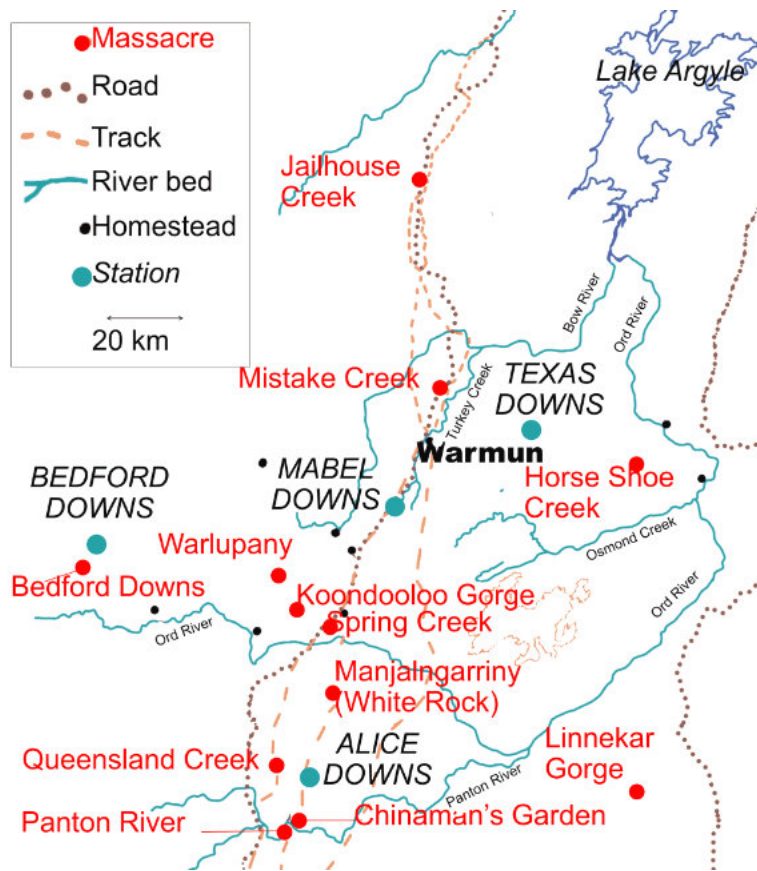 Massacre
Road
Track
River bed
Homestead
Station
20 km
Lake Argyle
Jailhouse
Creek
Bow River
Ord River
Mistake Creek
Turkey Creek
TEXAS
DOWNS
Warmun
BEDFORD
DOWNS
MABEL
DOWNS
Horse Shoe
Creek
Osmond Creek
Warlupany
Bedford Downs
Koondooloo Gorge
Spring Creek
Ord River
Ord River
Manjalngarriny
(White Rock)
Queensland Creek
ALICE
DOWNS
Linnekar
Gorge
Panton River
Panton River
Chinaman's Garden